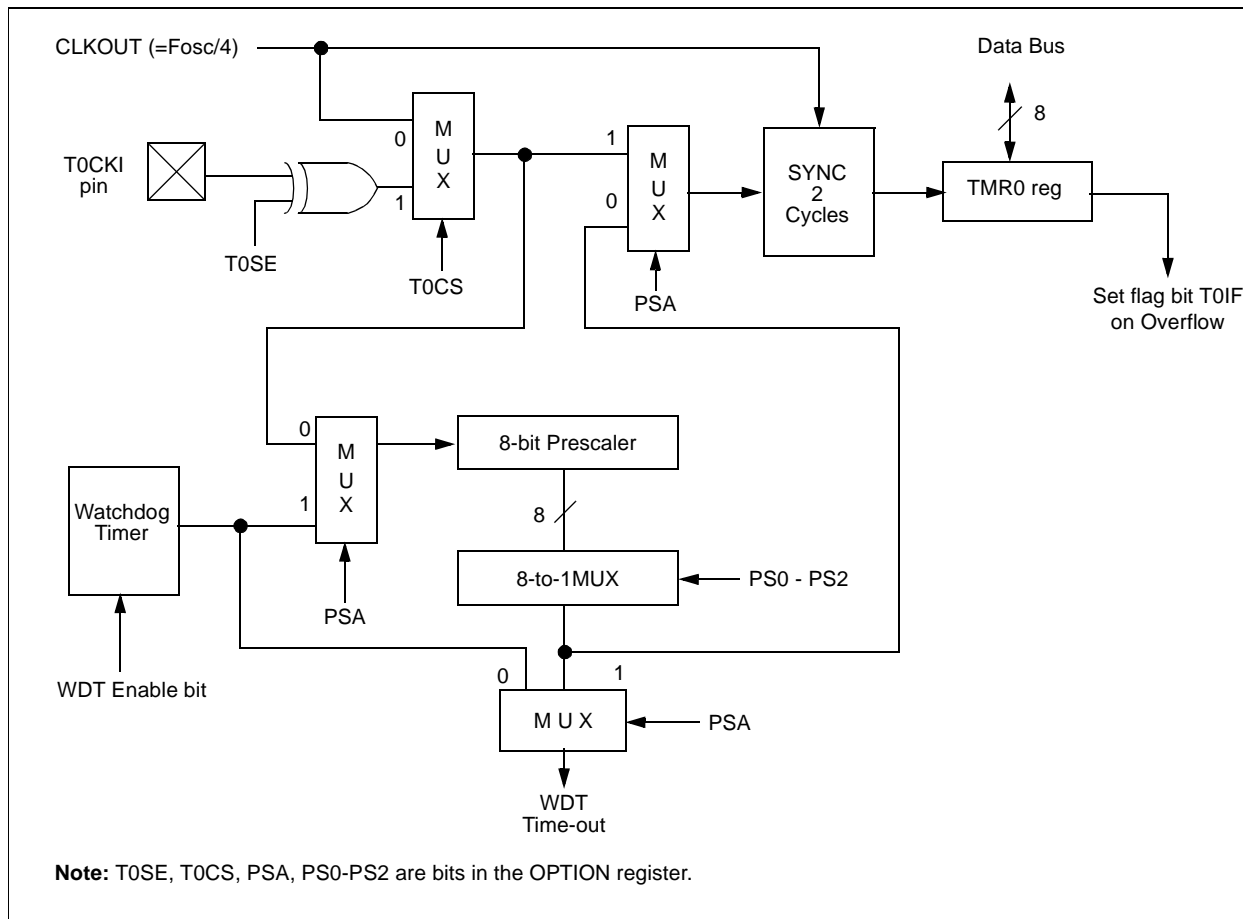 CLKOUT (=Fosc/4)
Data Bus
8
T0CKI
pin
0
1
M
U
X
T0SE
T0CS
1
0
M
U
X
PSA
SYNC
2
Cycles
TMR0 reg
Set flag bit T0IF
on Overflow
0
1
M
U
X
PSA
8-bit Prescaler
8
Watchdog
Timer
WDT Enable bit
8-to-1MUX
PS0 - PS2
0
1
M U X
PSA
WDT
Time-out
Note: T0SE, T0CS, PSA, PS0-PS2 are bits in the OPTION register.